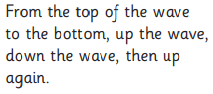 From the top of the wave
to the bottom, up the wave,
down the wave, then up
again.